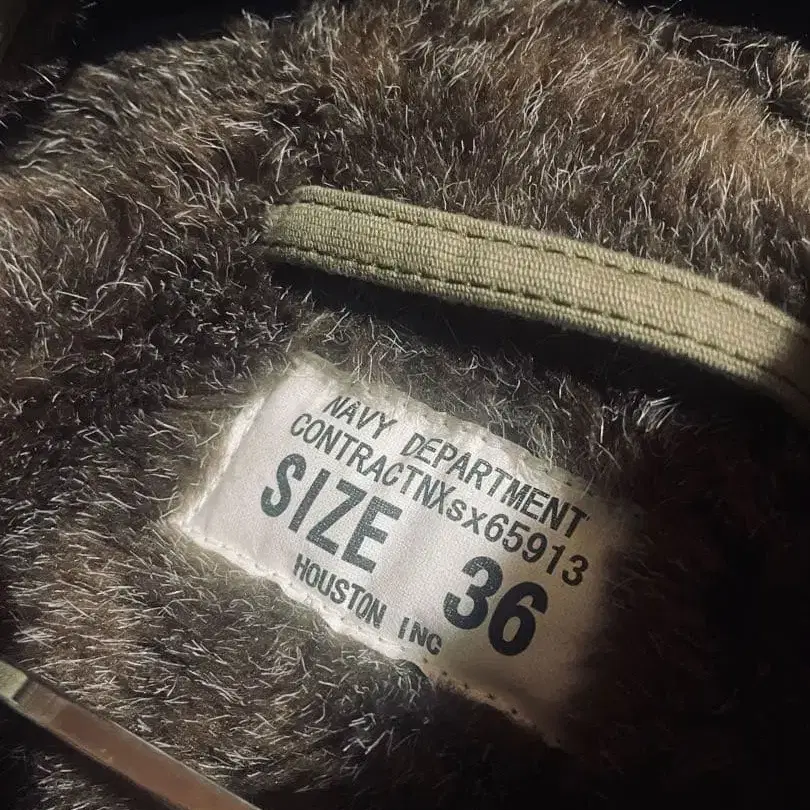 NAVY DEPARTMENT
CONTRACTNXsx65913
SIZE 36
HOUSTON INC